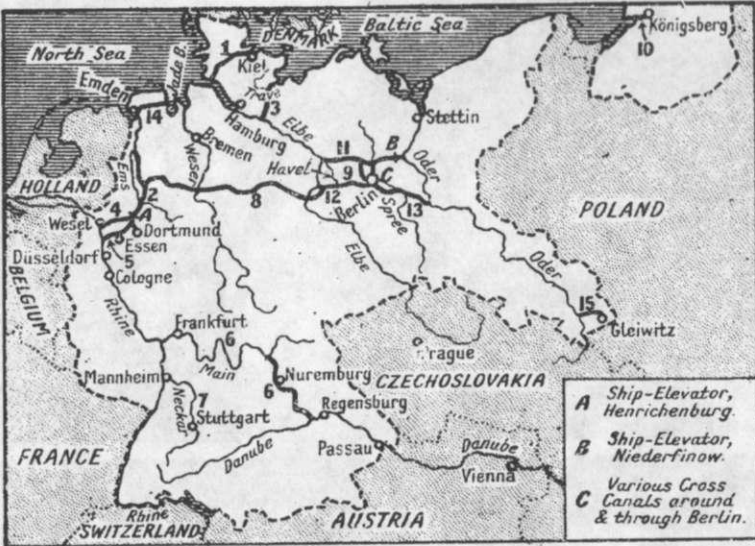 North Sea
DENMARK
Baltic Sea
Königsberg
10
1
Kiel
Jade B.
Emden
14
Trave
13
Hamburg
Stettin
Bremen
Elbe
11
B
Oder
Weser
Havel
9
C
HOLLAND
Ems
2
8
12
Berlin
Spree
13
POLAND
Wesel
4
A
Dortmund
Essen
5
Düsseldorf
Cologne
Elbe
Oder
BELGIUM
Rhine
15
Gleiwitz
Frankfurt
6
Main
Prague
Mannheim
Nuremburg
6
CZECHOSLOVAKIA
7
Neckar
Stuttgart
Regensburg
FRANCE
Danube
Passau
Danube
Vienna
Rhine
SWITZERLAND
AUSTRIA
A Ship-Elevator,
Henrichenburg.
B Ship-Elevator,
Niederfinow.
C Various Cross
Canals around
& through Berlin.